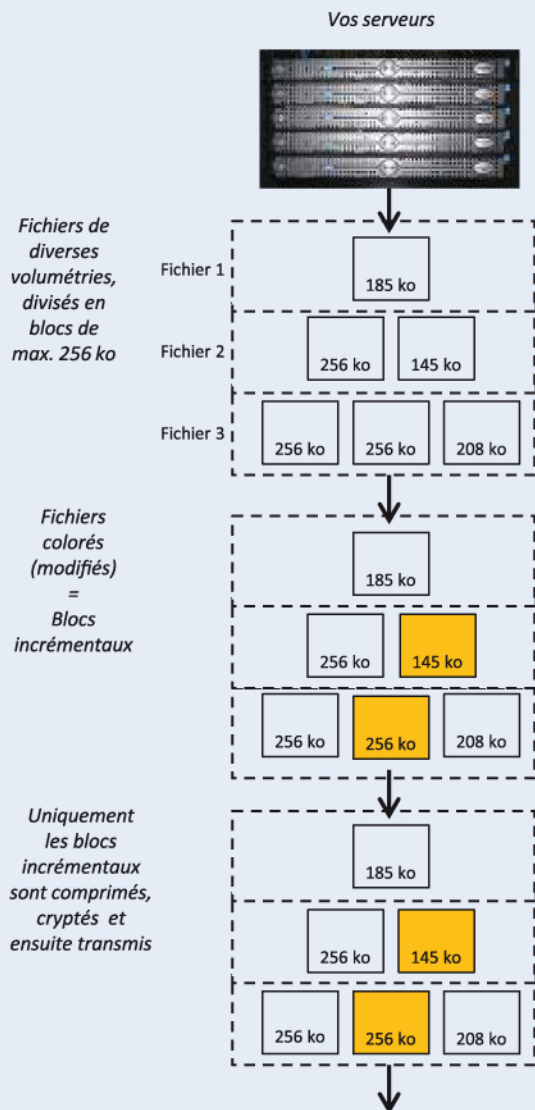 Vos serveurs
Fichiers de
diverses
volumétries,
divisés en
blocs de
max. 256 ko
Fichier 1
185 ko
Fichier 2
256 ko
145 ko
Fichier 3
256 ko
256 ko
208 ko
Fichiers
colorés
(modifiés)
=
Blocs
incrémentaux
185 ko
256 ko
145 ko
256 ko
256 ko
208 ko
Uniquement
les blocs
incrémentaux
sont comprimés,
cryptés et
ensuite transmis
185 ko
256 ko
145 ko
256 ko
256 ko
208 ko